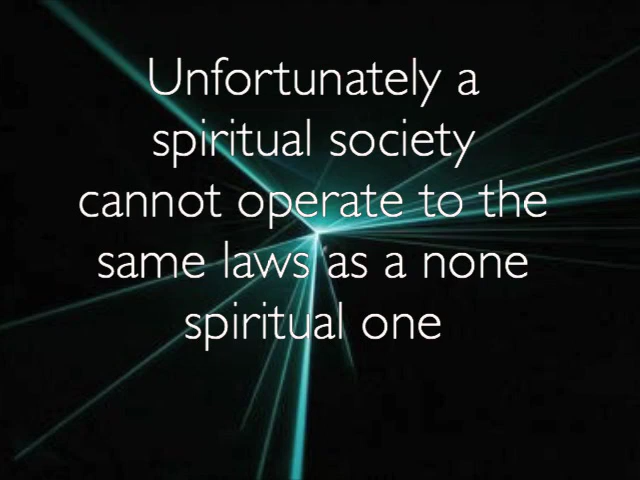 Unfortunately a
spiritual society
cannot operate to the
same laws as a none
spiritual one